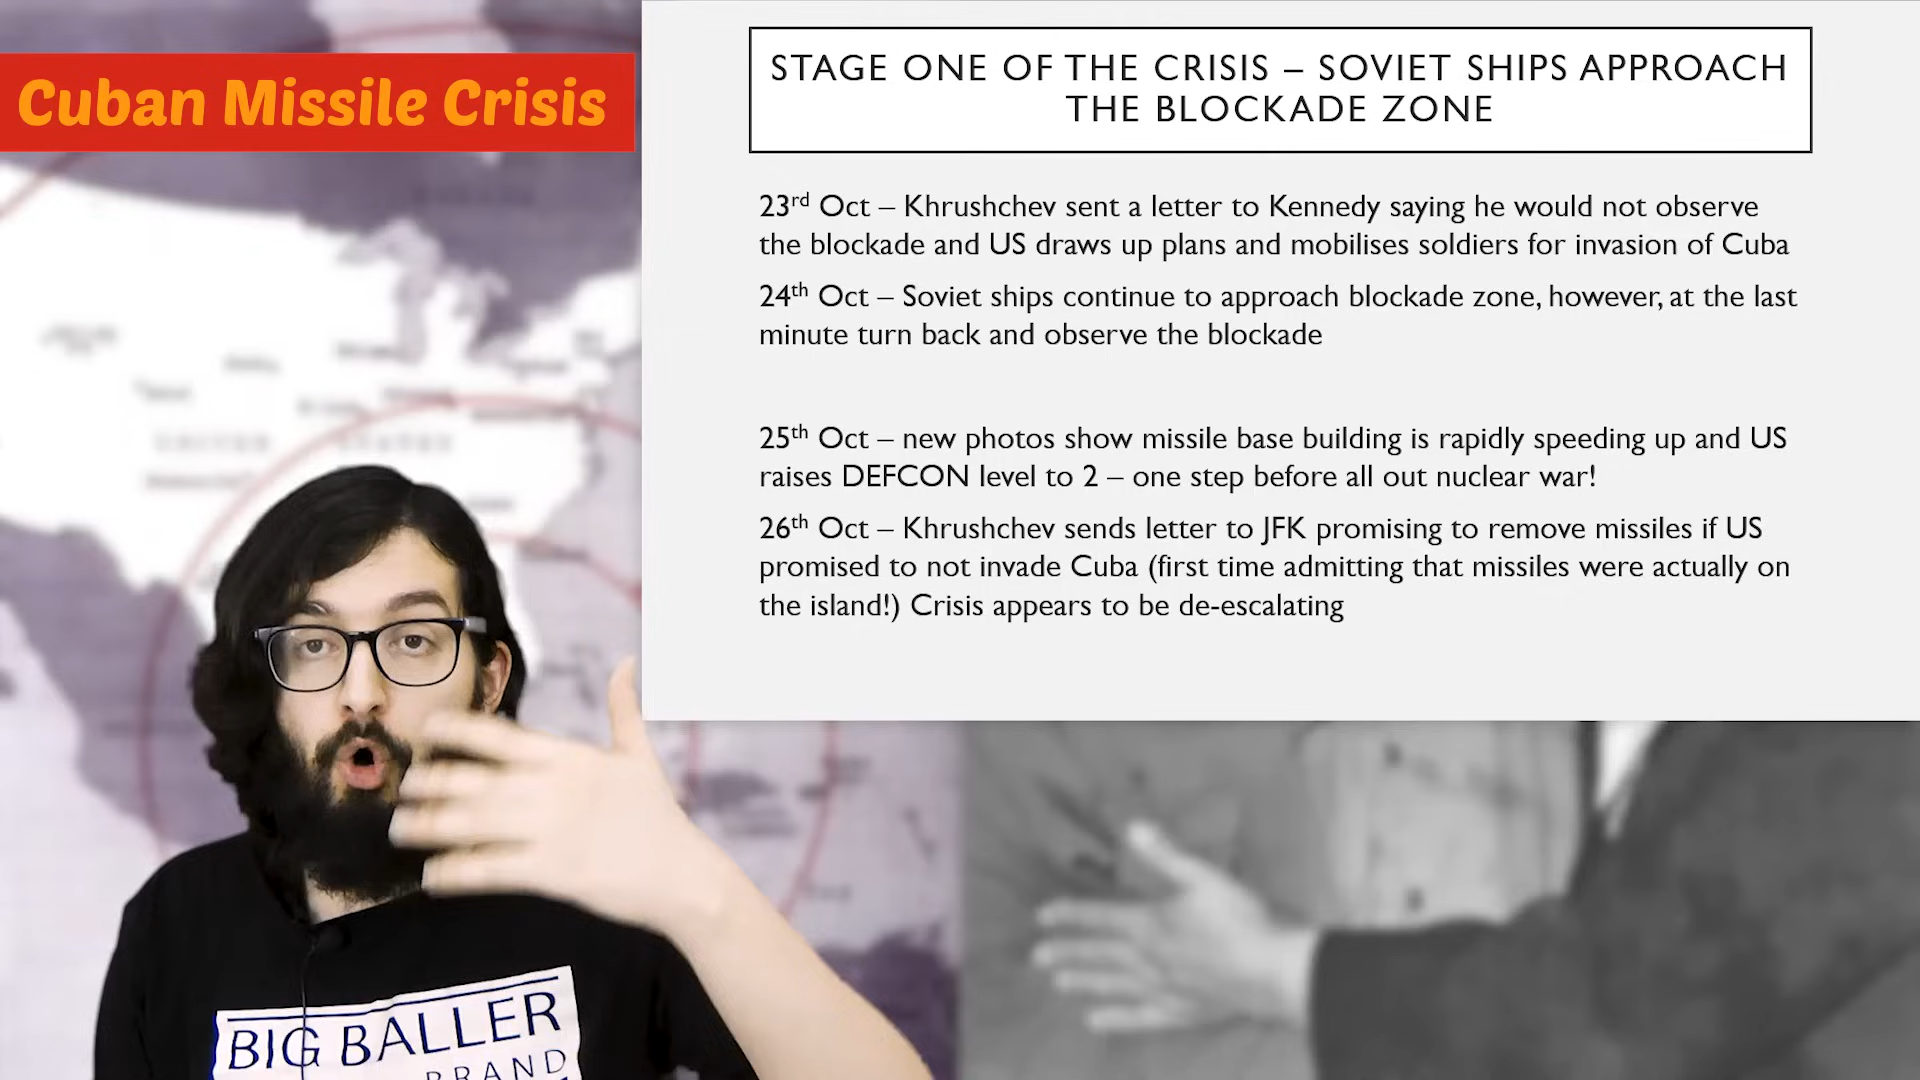 Cuban Missile Crisis
STAGE ONE OF THE CRISIS – SOVIET SHIPS APPROACH
THE BLOCKADE ZONE
23rd Oct – Khrushchev sent a letter to Kennedy saying he would not observe
the blockade and US draws up plans and mobilises soldiers for invasion of Cuba
24th Oct – Soviet ships continue to approach blockade zone, however, at the last
minute turn back and observe the blockade
25th Oct – new photos show missile base building is rapidly speeding up and US
raises DEFCON level to 2 – one step before all out nuclear war!
26th Oct – Khrushchev sends letter to JFK promising to remove missiles if US
promised to not invade Cuba (first time admitting that missiles were actually on
the island!) Crisis appears to be de-escalating
BIG BALLER
BRAND